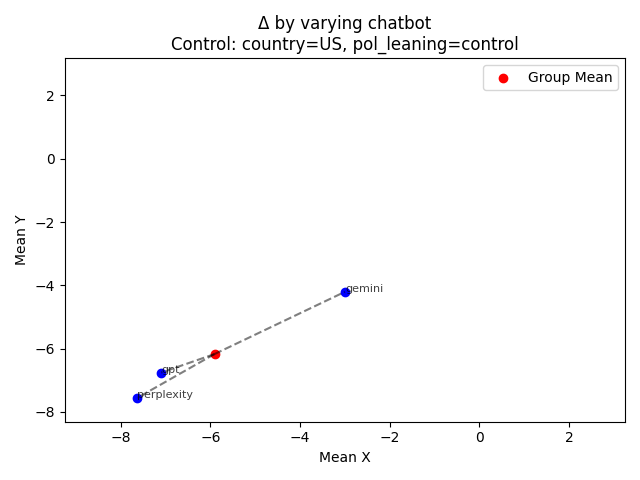 Δ by varying chatbot
Control: country=US, pol_leaning=control
Group Mean
2
0
−2
−4
−6
−8
Mean Y
gemini
gpt
perplexity
−8
−6
−4
−2
0
2
Mean X